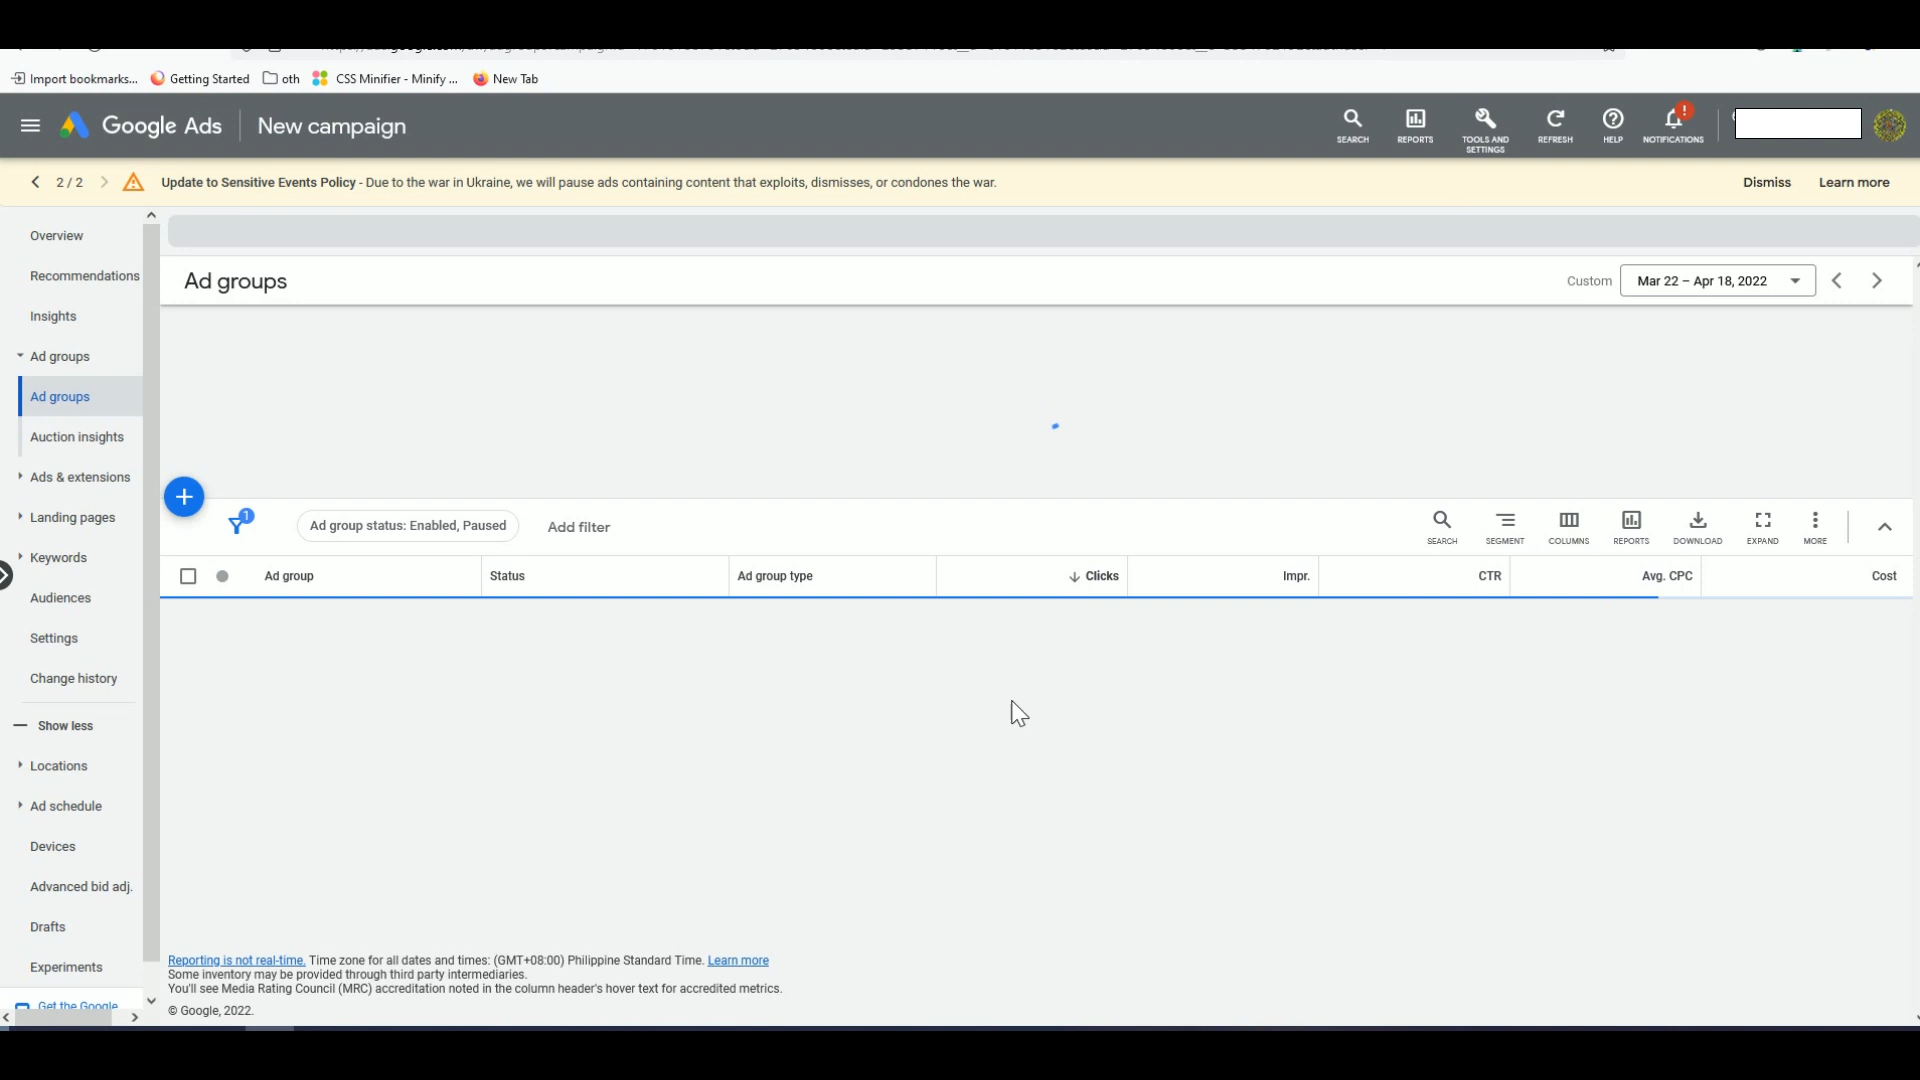 Import bookmarks...
Getting Started
oth
CSS Minifier - Minify ...
New Tab
Google Ads
New campaign
SEARCH
REPORTS
TOOLS AND
SETTINGS
REFRESH
HELP
!
NOTIFICATIONS
2 / 2
Update to Sensitive Events Policy - Due to the war in Ukraine, we will pause ads containing content that exploits, dismisses, or condones the war.
Dismiss
Learn more
Overview
Recommendations
Insights
Ad groups
Ad groups
Auction insights
Ads & extensions
Landing pages
Keywords
Audiences
Settings
Change history
Show less
Locations
Ad schedule
Devices
Advanced bid adj.
Drafts
Experiments
Get the Google
Ad groups
Custom
Mar 22 – Apr 18, 2022
1
Ad group status: Enabled, Paused
Add filter
SEARCH
SEGMENT
COLUMNS
REPORTS
DOWNLOAD
EXPAND
MORE
Ad group
Status
Ad group type
Clicks
Impr.
CTR
Avg. CPC
Cost
Reporting is not real-time. Time zone for all dates and times: (GMT+08:00) Philippine Standard Time. Learn more
Some inventory may be provided through third party intermediaries.
You'll see Media Rating Council (MRC) accreditation noted in the column header's hover text for accredited metrics.
© Google, 2022.